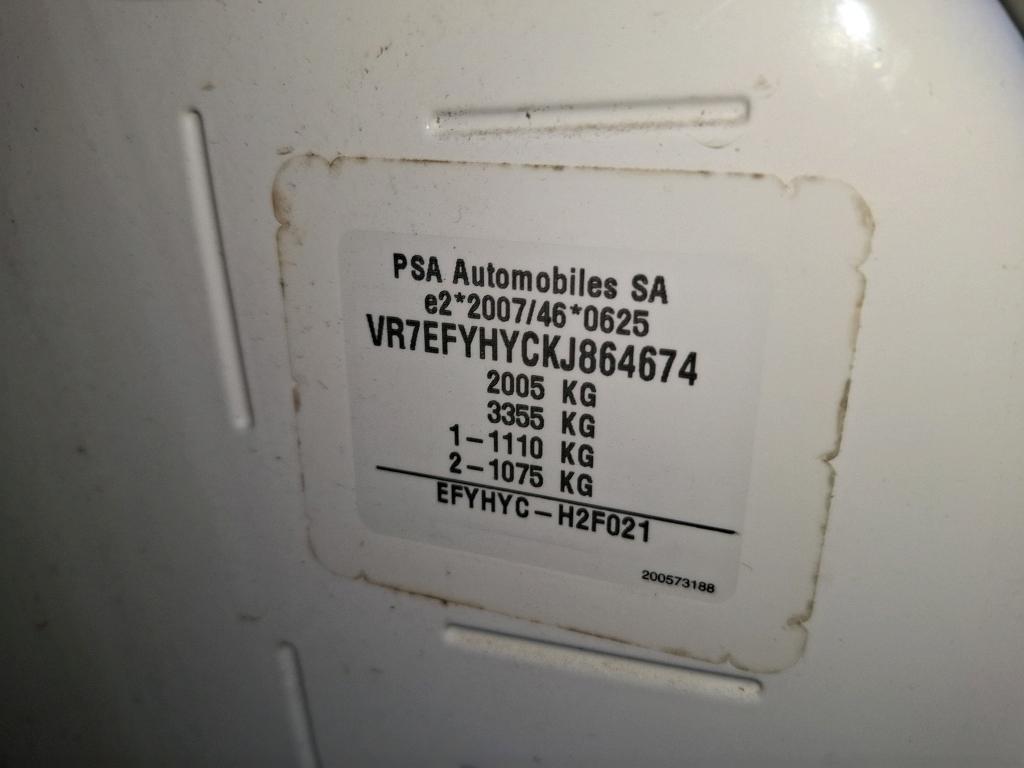 PSA Automobiles SA
e2*2007/46*0625
VR7EFYHYCKJ864674
2005 KG
3355 KG
1-1110 KG
2-1075 KG
EFYHYC-H2F021
200573188